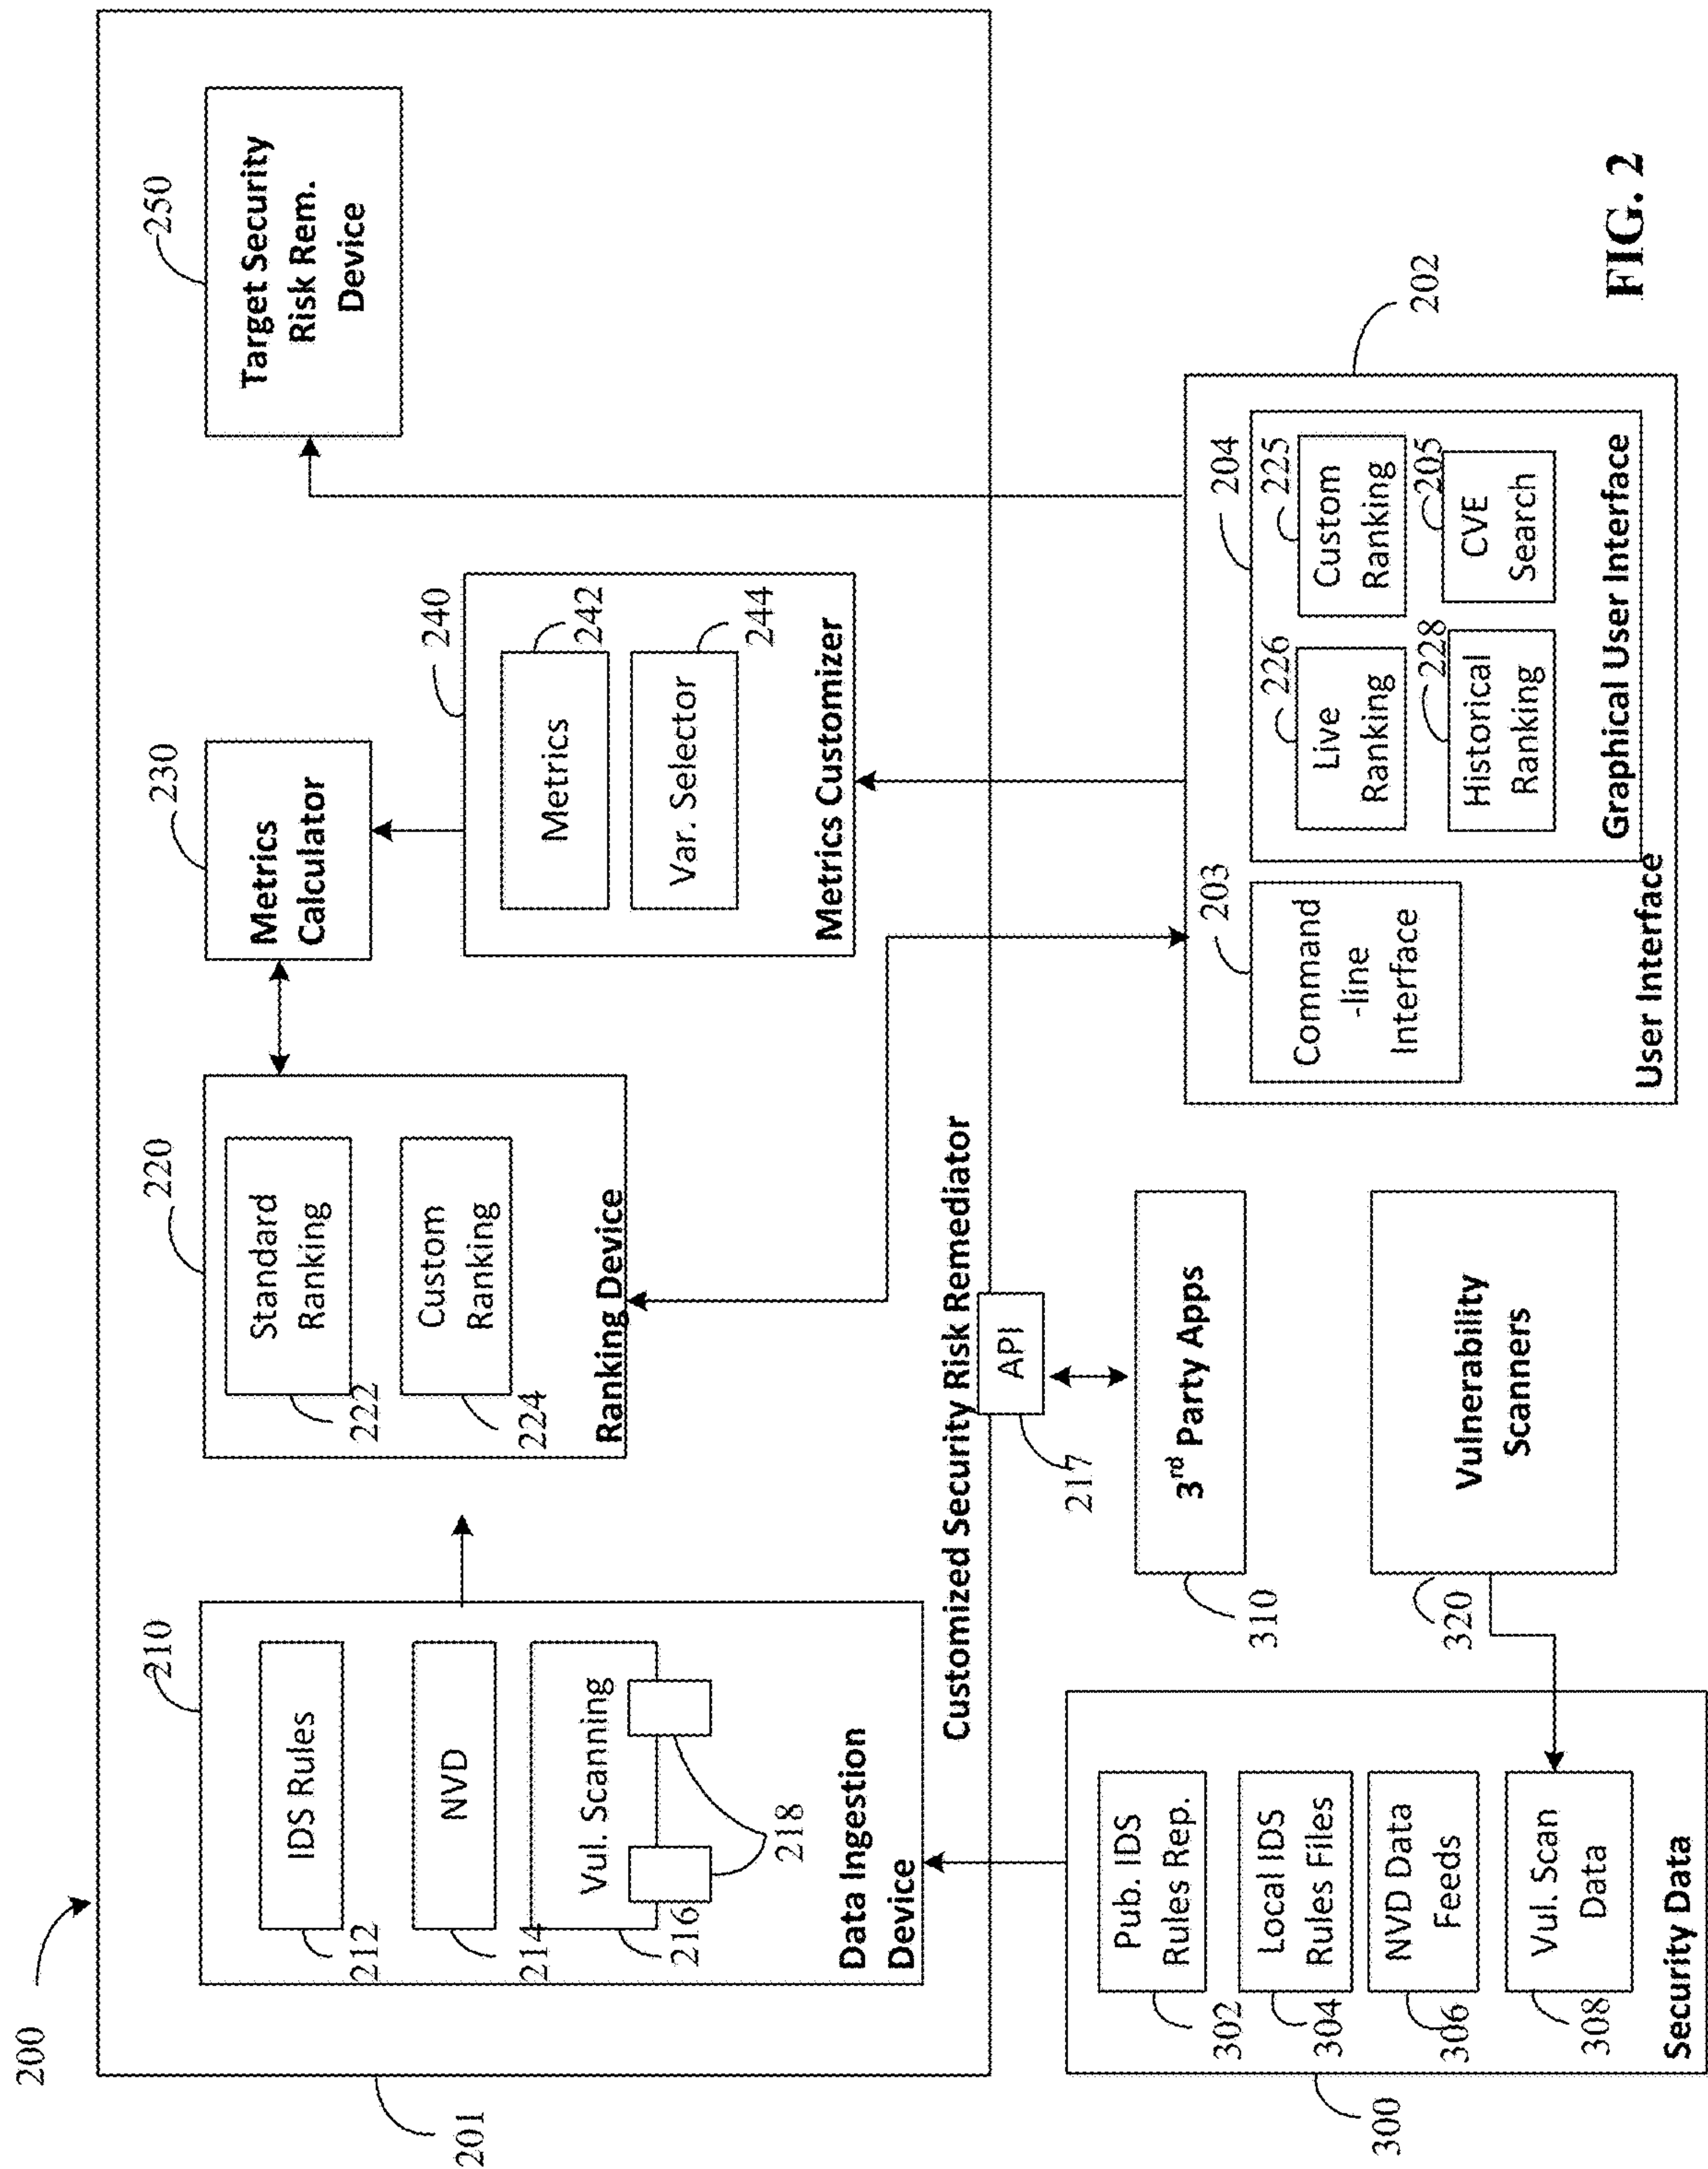 200
201
210
IDS Rules
212
NVD
214
Vul. Scanning
216
218
Data Ingestion
Device
220
Standard
Ranking
222
Custom
Ranking
224
Ranking Device
230
Metrics
Calculator
240
Metrics
242
Var. Selector
244
Metrics Customizer
250
Target Security
Risk Rem.
Device
Customized Security Risk Remediator
API
217
300
Pub. IDS
Rules Rep.
302
Local IDS
Rules Files
304
NVD Data
Feeds
306
Vul. Scan
Data
308
Security Data
3rd Party Apps
310
Vulnerability
Scanners
320
202
203
Command
-line
Interface
User Interface
204
226
Live
Ranking
225
Custom
Ranking
228
Historical
Ranking
205
CVE
Search
Graphical User Interface
FIG. 2